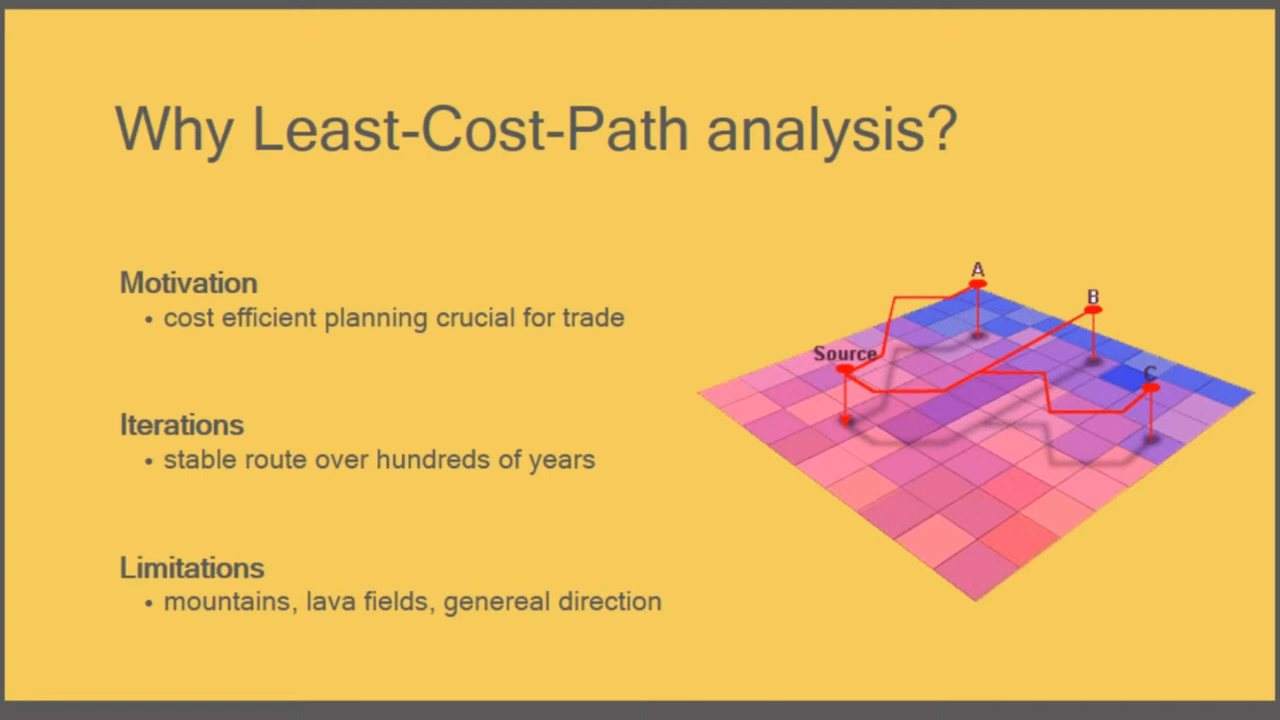 Why Least-Cost-Path analysis?
Motivation
• cost efficient planning crucial for trade
Iterations
• stable route over hundreds of years
Limitations
• mountains, lava fields, genereal direction
A
B
Source
C